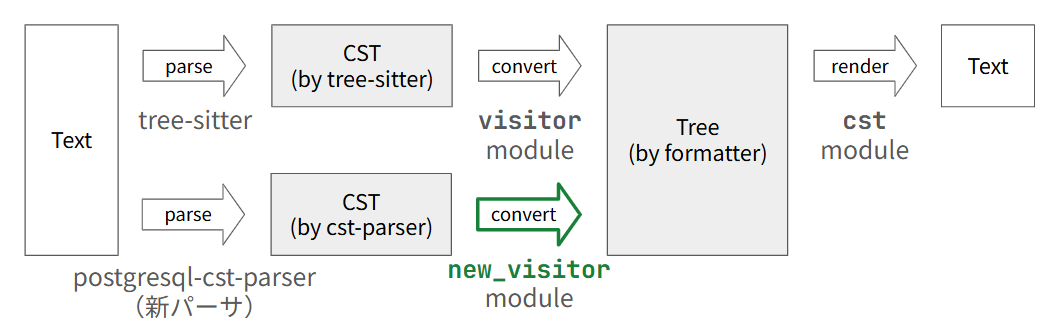 Text
parse
tree-sitter
CST
(by tree-sitter)
convert
visitor
module
parse
postgresql-cst-parser
（新パーサ）
CST
(by cst-parser)
convert
new_visitor
module
Tree
(by formatter)
render
cst
module
Text